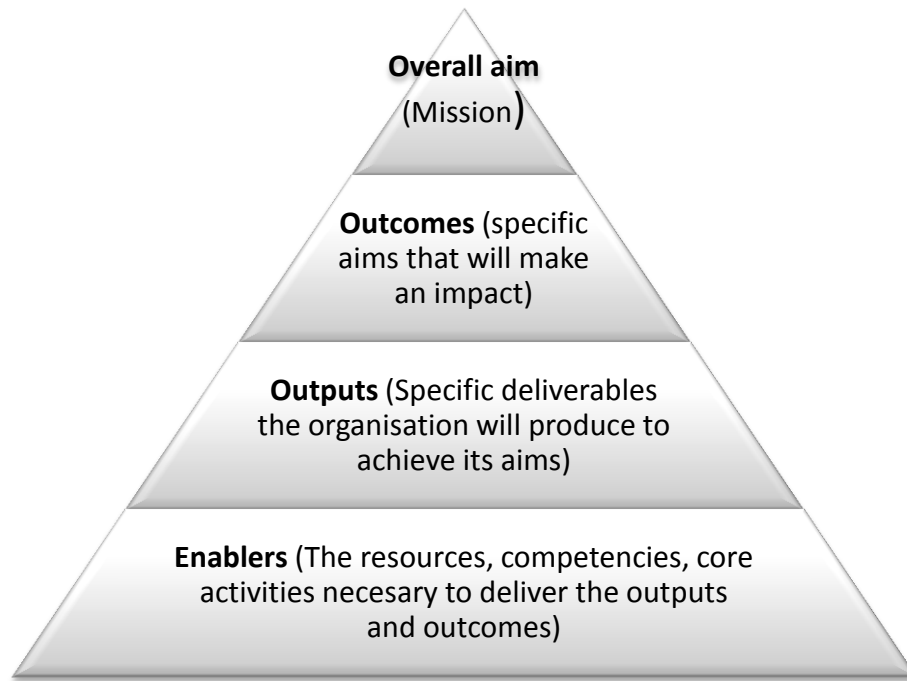 Overall aim
(Mission)
Outcomes (specific
aims that will make
an impact)
Outputs (Specific deliverables
the organisation will produce to
achieve its aims)
Enablers (The resources, competencies, core
activities necesary to deliver the outputs
and outcomes)